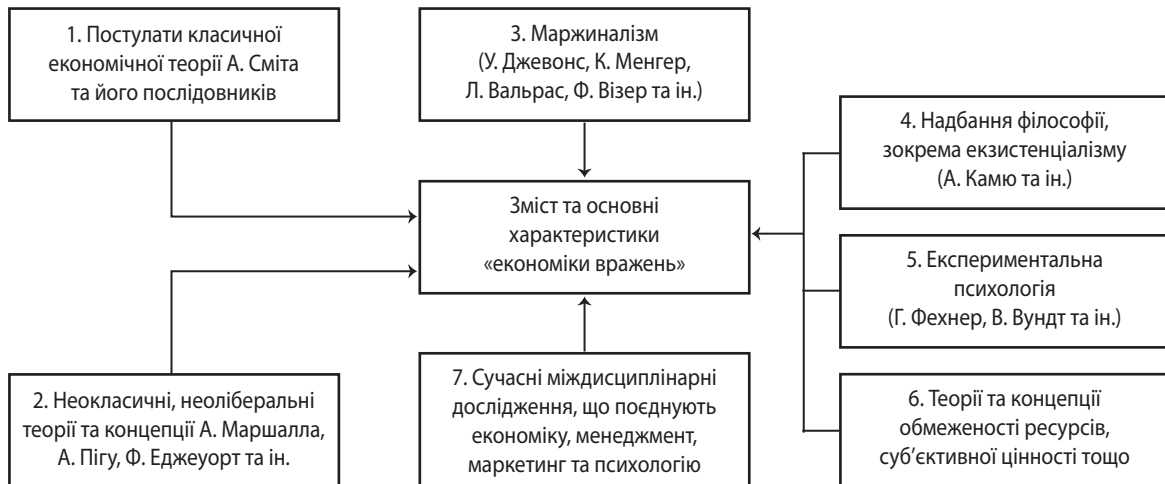 1. Постулати класичної
економічної теорії А. Сміта
та його послідовників
2. Неокласичні, неоліберальні
теорії та концепції А. Маршалла,
А. Пігу, Ф. Еджеуорт та ін.
3. Маржиналізм
(У. Джевонс, К. Менгер,
Л. Вальрас, Ф. Візер та ін.)
Зміст та основні
характеристики
«економіки вражень»
7. Сучасні міждисциплінарні
дослідження, що поєднують
економіку, менеджмент,
маркетинг та психологію
4. Надбання філософії,
зокрема екзистенціалізму
(А. Камю та ін.)
5. Експериментальна
психологія
(Г. Фехнер, В. Вундт та ін.)
6. Теорії та концепції
обмеженості ресурсів,
суб’єктивної цінності тощо